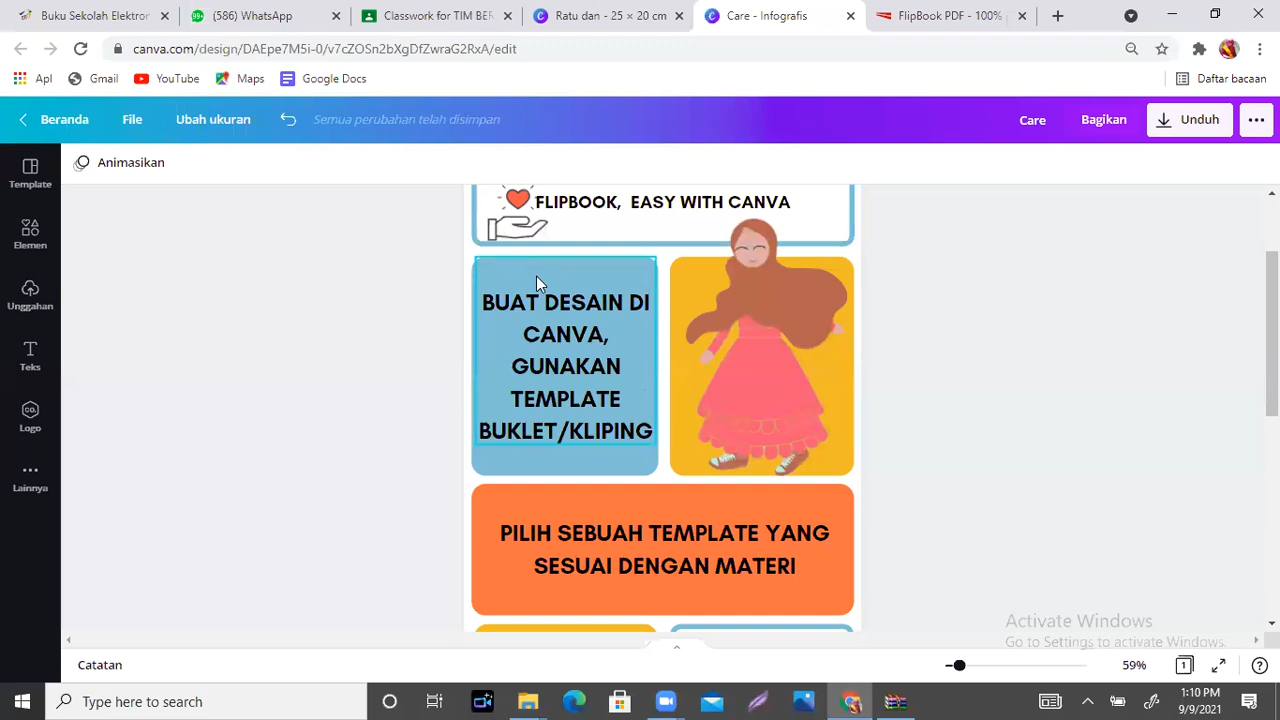 Buku Sekolah Elektror
(586) WhatsApp
Classwork for TIM BER
Ratu dan - 25 × 20 cm
Care - Infografis
FlipBook PDF - 100%
canva.com/design/DAEpe7M5i-0/v7cZOSn2bXgDfZwraG2RxA/edit
Apl
Gmail
YouTube
Maps
Google Docs
Daftar bacaan
Beranda
File
Ubah ukuran
Semua perubahan telah disimpan
Care
Bagikan
Unduh
Template
Animasikan
Elemen
Unggahan
Teks
CO.
Logo
Lainnya
FLIPBOOK, EASY WITH CANVA
BUAT DESAIN DI
CANVA,
GUNAKAN
TEMPLATE
BUKLET/KLIPING
PILIH SEBUAH TEMPLATE YANG
SESUAI DENGAN MATERI
Activate Windows
Go to Settings to activate Windows.
Catatan
59%
1
Type here to search
1:10 PM
9/9/2021